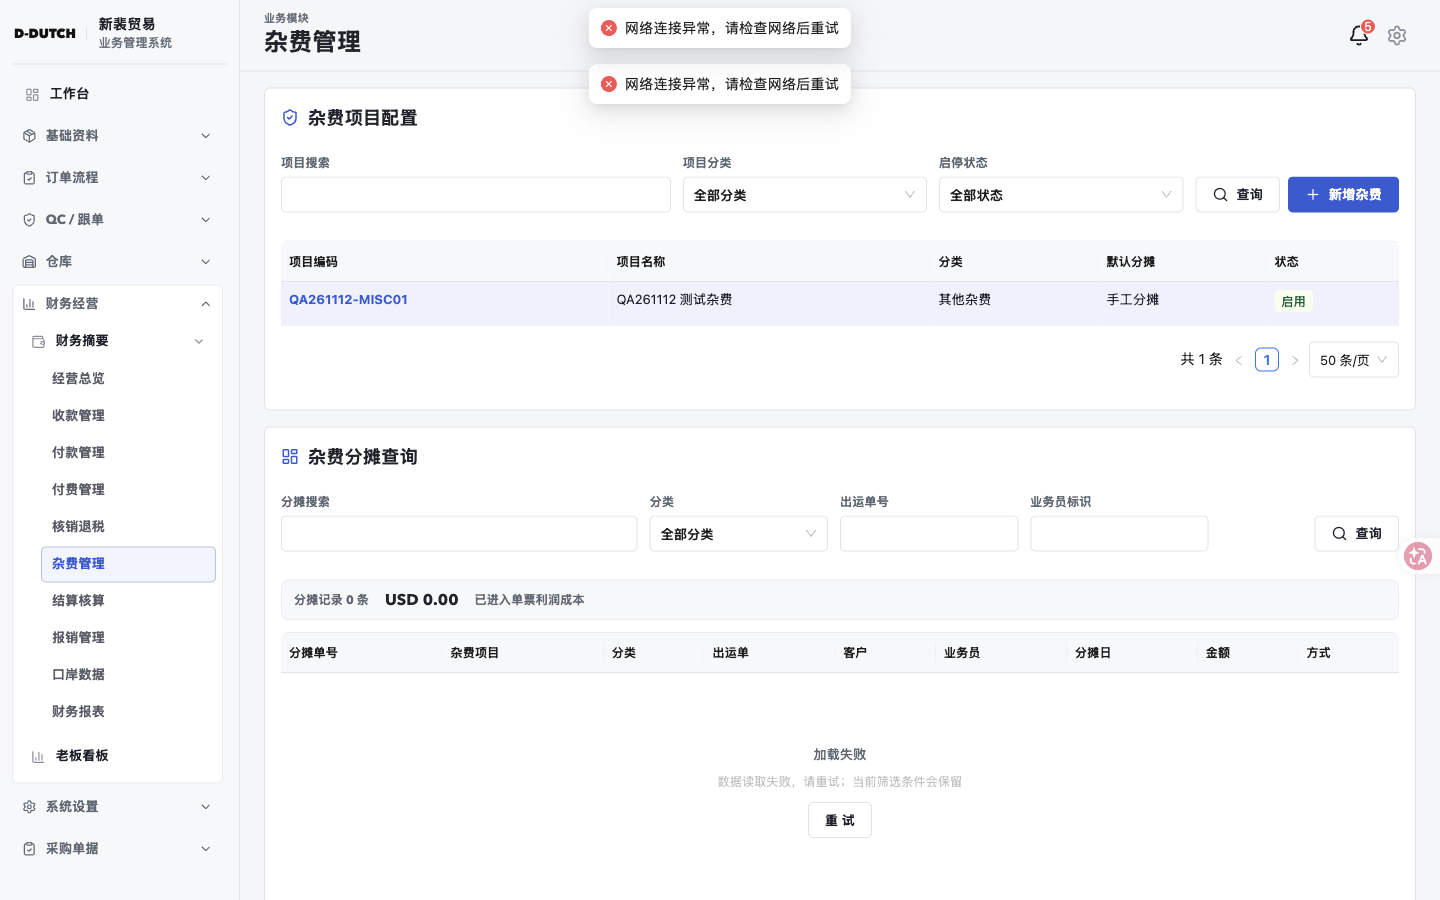 D-DUTCH
新裴贸易
业务管理系统
工作台
基础资料
订单流程
QC / 跟单
仓库
财务经营
财务摘要
经营总览
收款管理
付款管理
付费管理
核销退税
杂费管理
结算核算
报销管理
口岸数据
财务报表
老板看板
系统设置
采购单据
业务模块
杂费管理
网络连接异常，请检查网络后重试
网络连接异常，请检查网络后重试
5
杂费项目配置
项目搜索
项目分类
启停状态
全部分类
全部状态
查询
新增杂费
项目编码 项目名称 分类 默认分摊 状态
QA261112-MISC01 QA261112 测试杂费 其他杂费 手工分摊 启用
共 1 条 1 50 条/页
杂费分摊查询
分摊搜索
分类
出运单号
业务员标识
全部分类
查询
分摊记录 0 条 USD 0.00 已进入单票利润成本
分摊单号 杂费项目 分类 出运单 客户 业务员 分摊日 金额 方式
加载失败
数据读取失败，请重试；当前筛选条件会保留
重 试